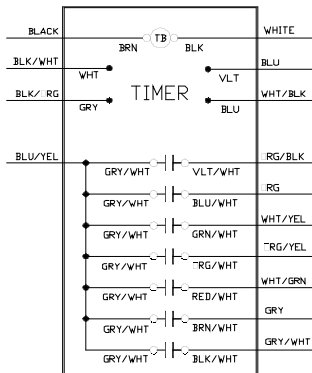 BLACK TB WHITE
BRN BLK
BLK/WHT BLU
WHT VLT
TIMER
BLK/ORG WHT/BLK
GRY BLU
BLU/YEL ORG/BLK
GRY/WHT VLT/WHT
ORG
GRY/WHT BLU/WHT
WHT/YEL
GRY/WHT GRN/WHT
ORG/YEL
GRY/WHT ORG/WHT
WHT/GRN
GRY/WHT RED/WHT
GRY
GRY/WHT BRN/WHT
GRY/WHT
GRY/WHT BLK/WHT